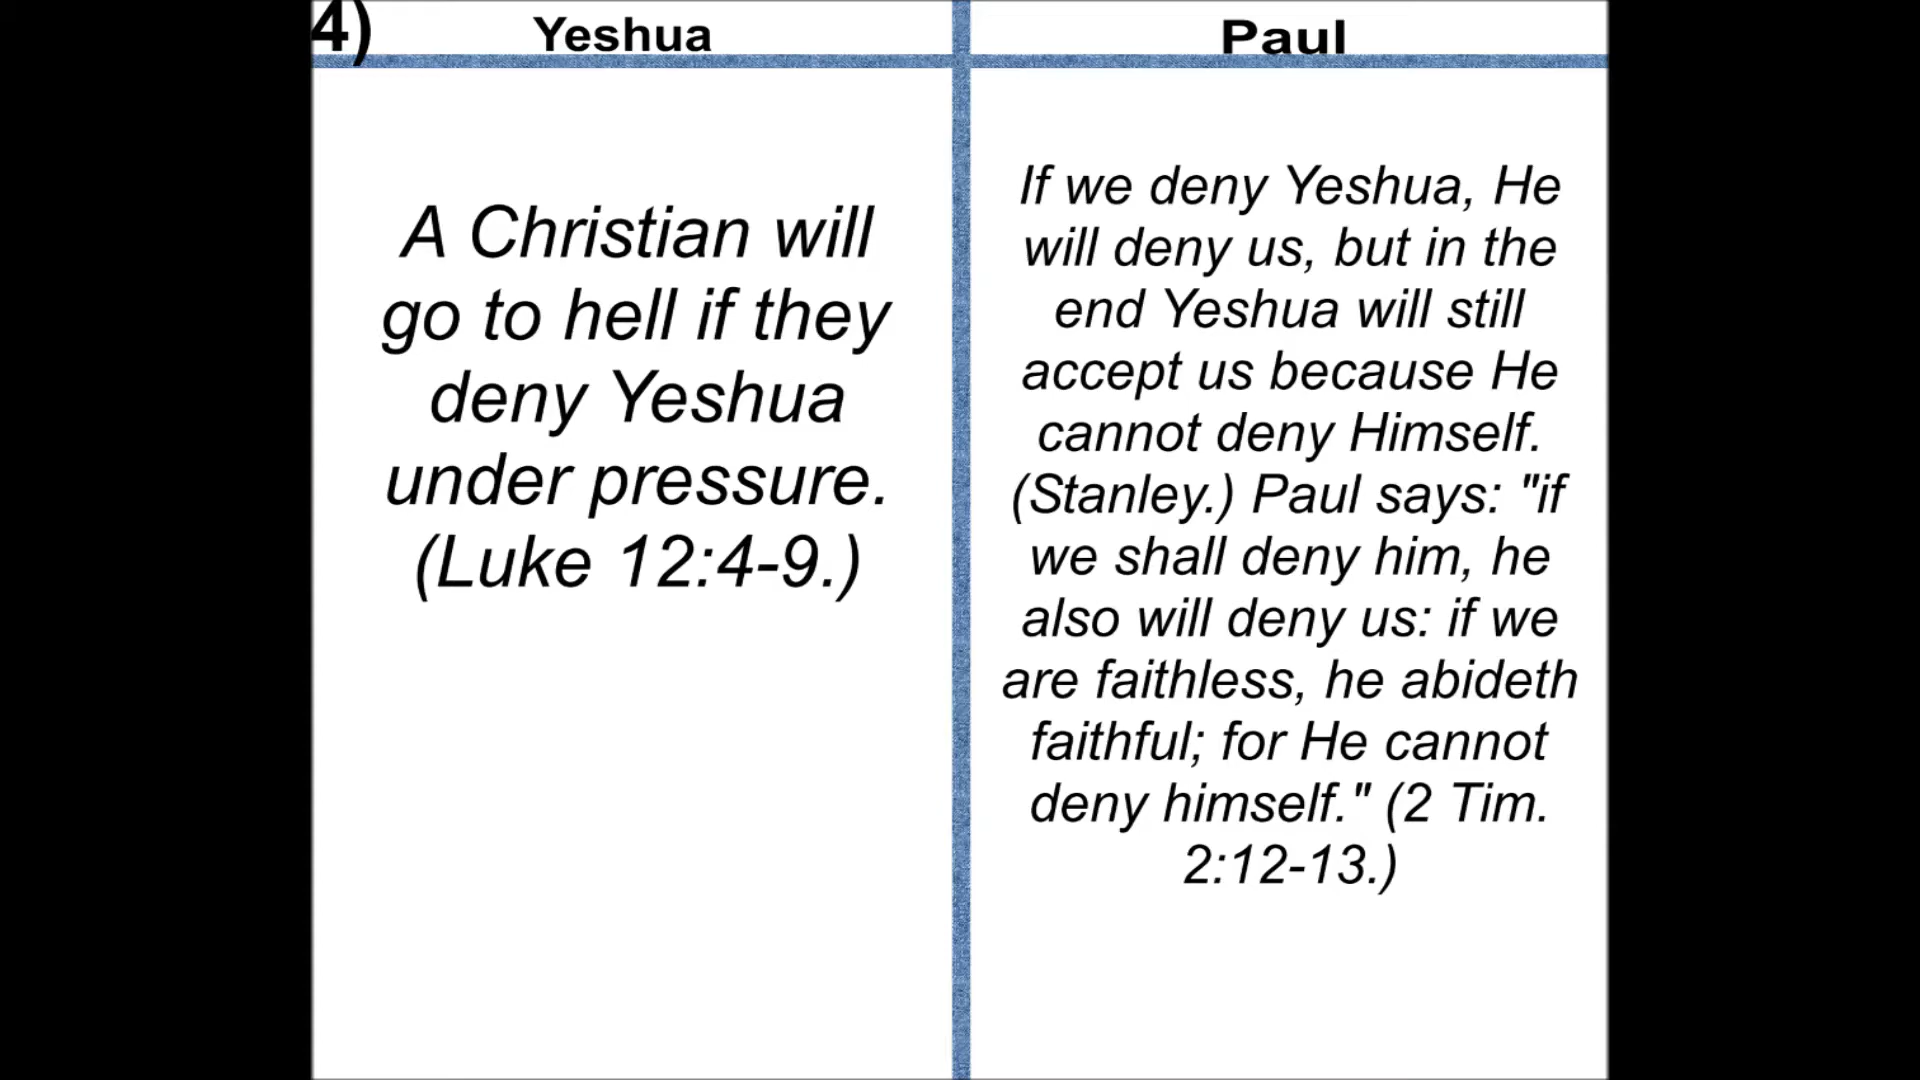 4)
Yeshua
Paul
A Christian will
go to hell if they
deny Yeshua
under pressure.
(Luke 12:4-9.)
If we deny Yeshua, He
will deny us, but in the
end Yeshua will still
accept us because He
cannot deny Himself.
(Stanley.) Paul says: "if
we shall deny him, he
also will deny us: if we
are faithless, he abideth
faithful; for He cannot
deny himself." (2 Tim.
2:12-13.)